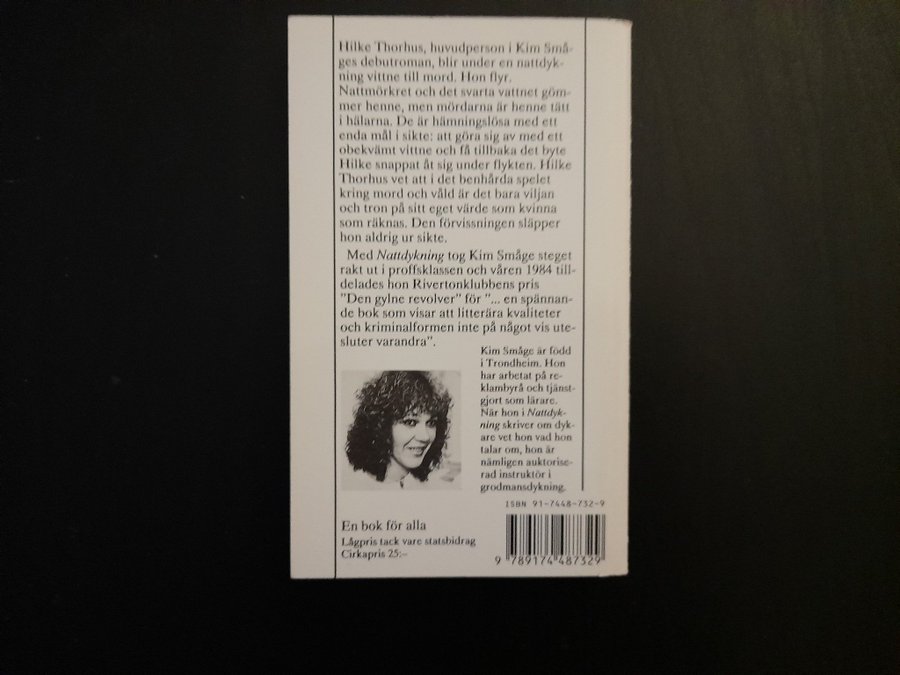 Hilke Thorhus, huvudperson i Kim Små-
ges debutroman, blir under en nattdyk-
ning vittne till mord. Hon flyr.
Nattmörkret och det svarta vattnet göm-
mer henne, men mördarna är henne tätt
i hälarna. De är hämningslösa med ett
enda mål i sikte: att göra sig av med ett
obekvämt vittne och få tillbaka det byte
Hilke snappat åt sig under flykten. Hilke
Thorhus vet att i det benhårda spelet
kring mord och våld är det bara viljan
och tron på sitt eget värde som kvinna
som räknas. Den förvissningen släpper
hon aldrig ur sikte.
Med Nattdykning tog Kim Småge steget
rakt ut i proffsklassen och våren 1984 till-
delades hon Rivertonklubbens pris
"Den gylne revolver" för "... en spännan-
de bok som visar att litterära kvaliteter
och kriminalformen inte på något vis ute-
sluter varandra".
Kim Småge är född
i Trondheim. Hon
har arbetat på re-
klambyrå och tjänst-
gjort som lärare.
När hon i Nattdyk-
ning skriver om dyk-
are vet hon vad hon
talar om, hon är
nämligen auktorise-
rad instruktör i
grodmansdykning.
ISBN 91-7448-732-9
En bok för alla
Lågpris tack vare statsbidrag
Cirkapris 25:–
9 789174 487329